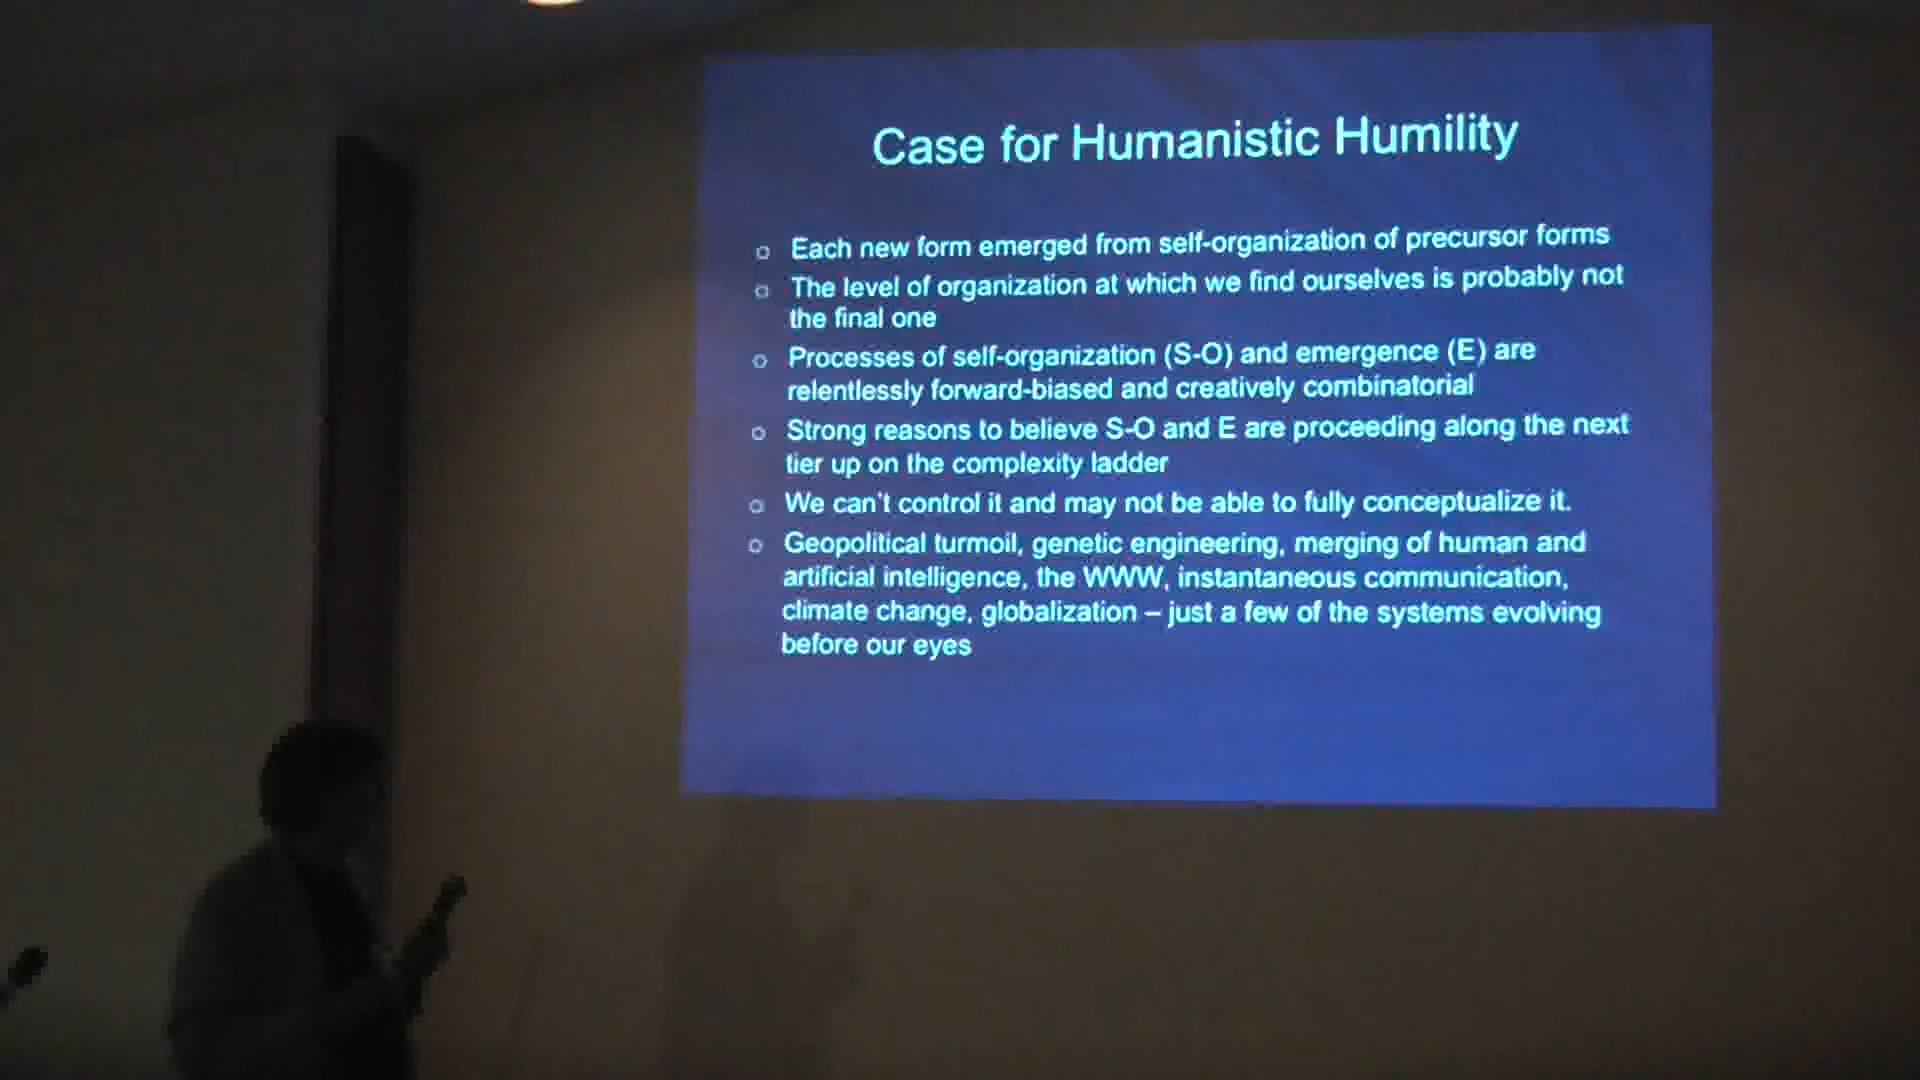 Case for Humanistic Humility
o Each new form emerged from self-organization of precursor forms
o The level of organization at which we find ourselves is probably not
the final one
o Processes of self-organization (S-O) and emergence (E) are
relentlessly forward-biased and creatively combinatorial
o Strong reasons to believe S-O and E are proceeding along the next
tier up on the complexity ladder
o We can't control it and may not be able to fully conceptualize it.
o Geopolitical turmoil, genetic engineering, merging of human and
artificial intelligence, the WWW, instantaneous communication,
climate change, globalization – just a few of the systems evolving
before our eyes